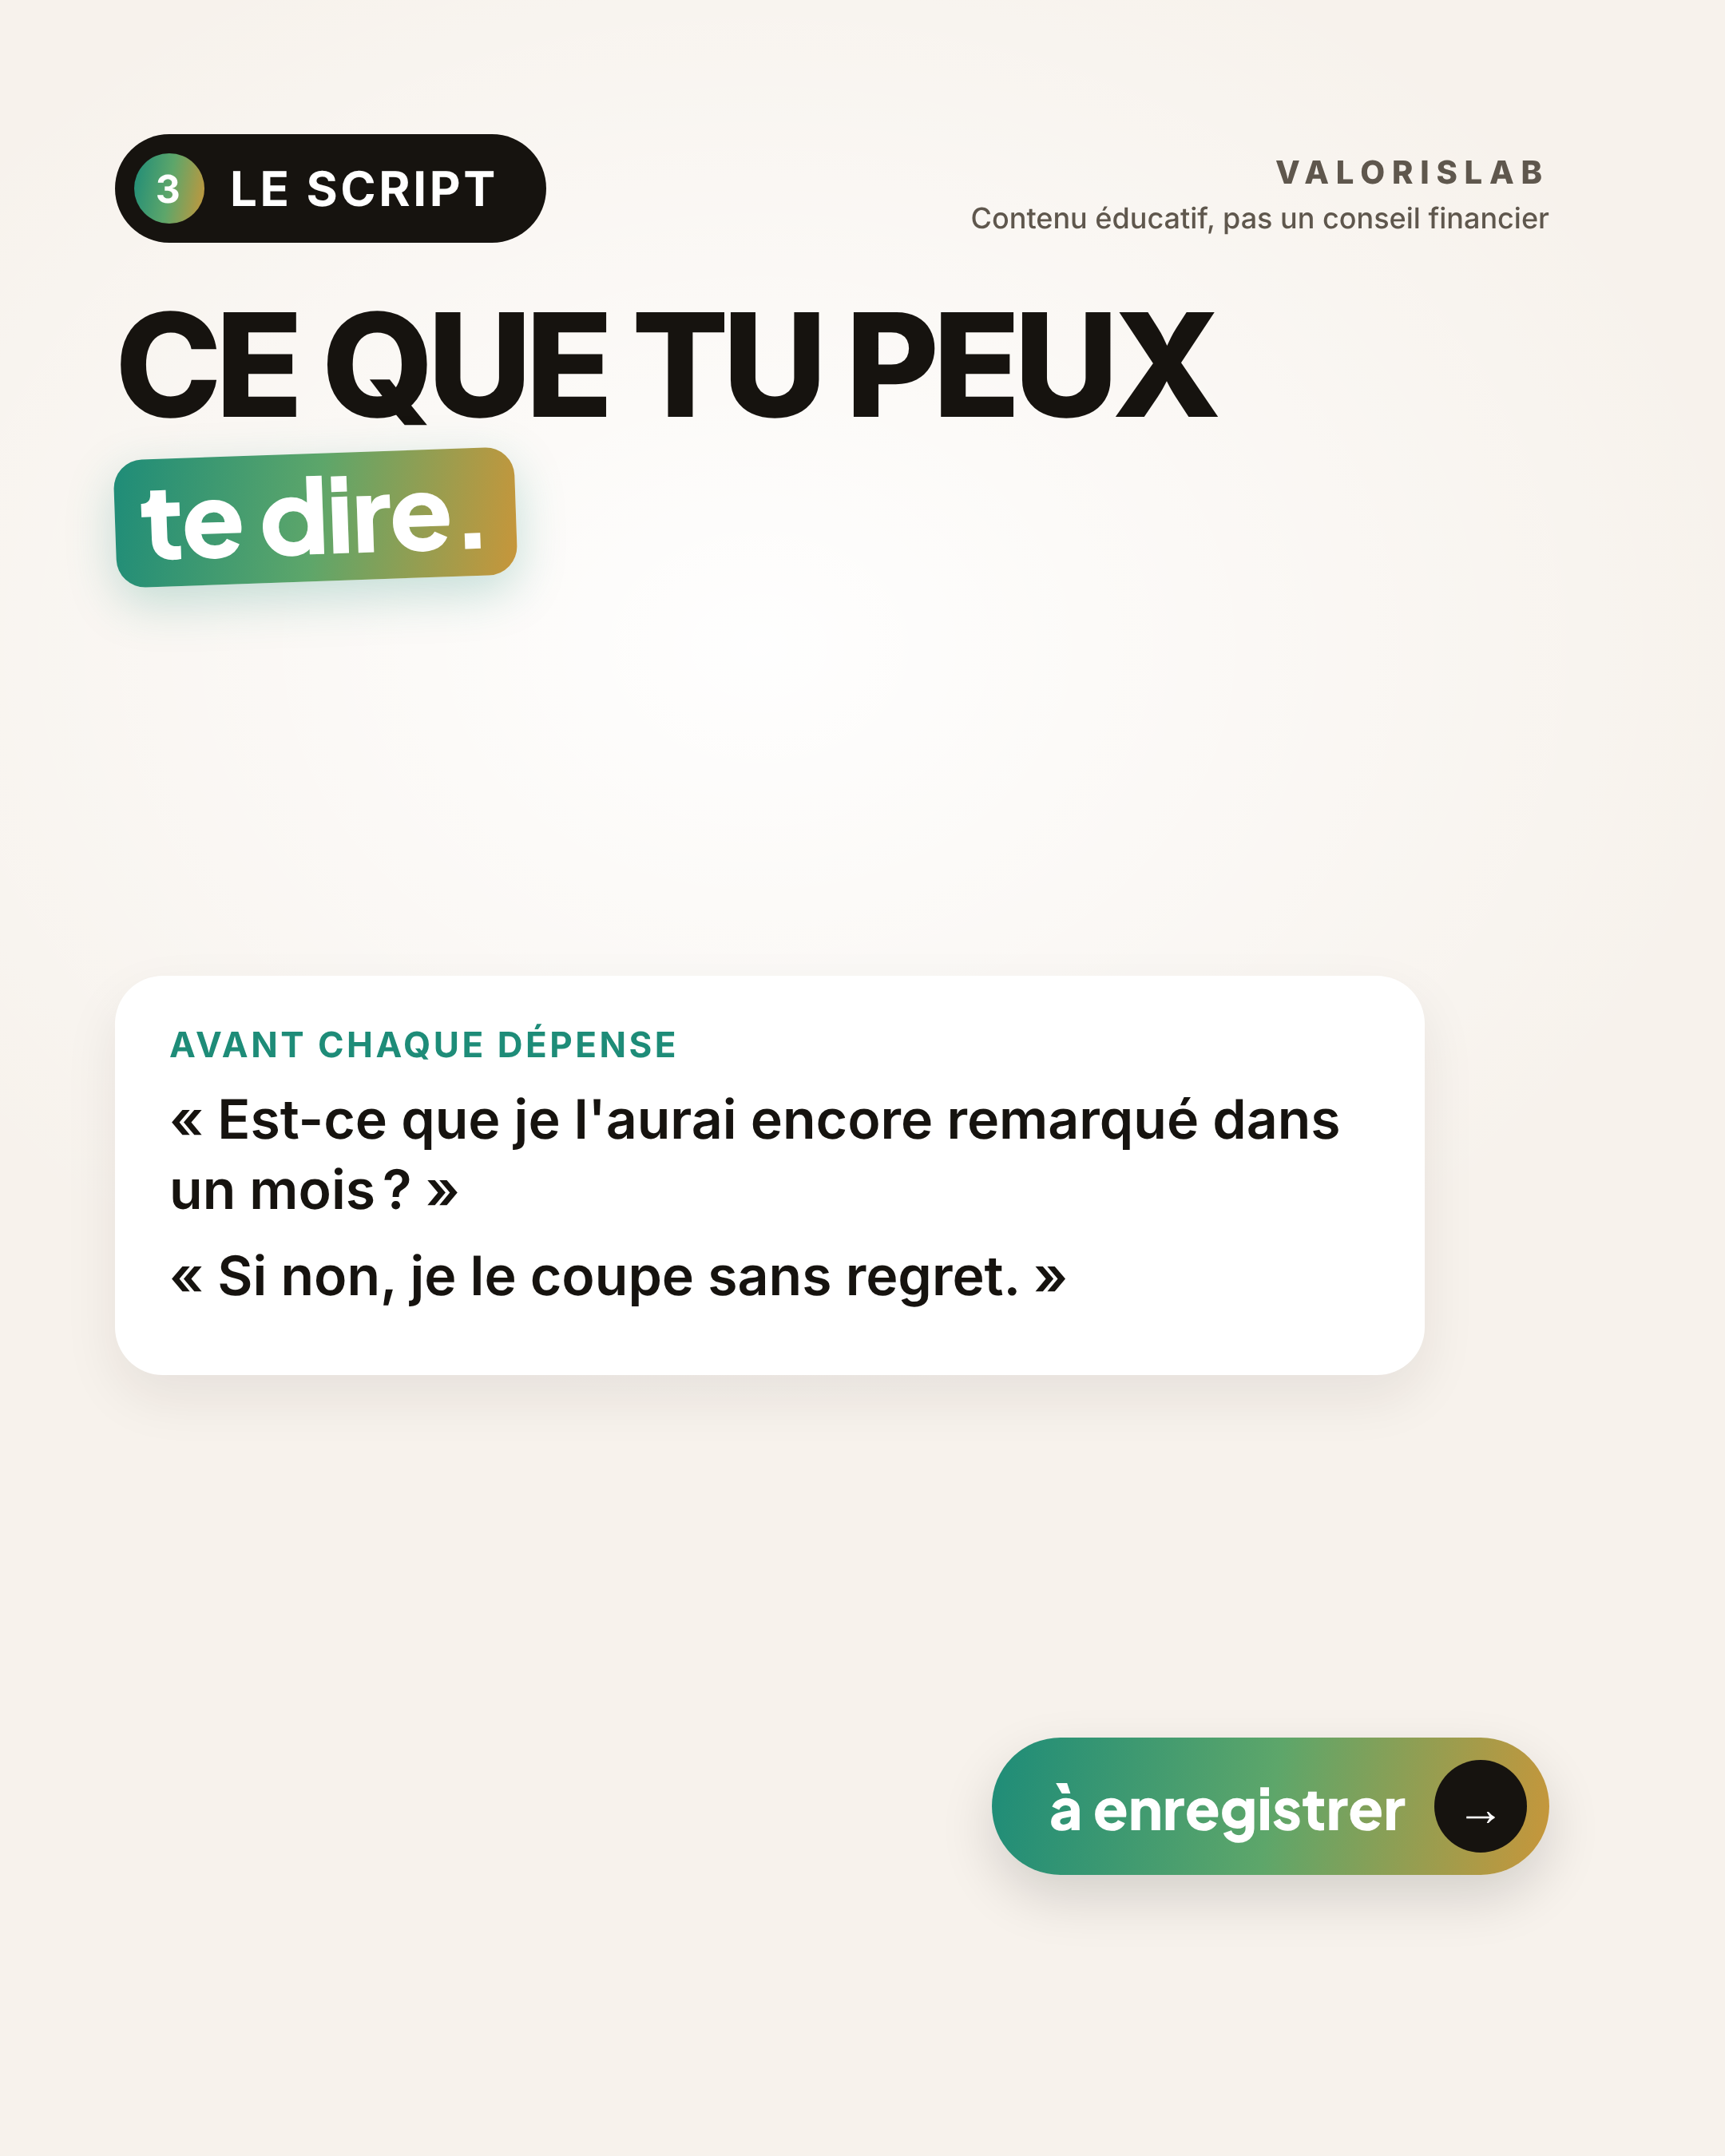 3 LE SCRIPT
VALORISLAB
Contenu éducatif, pas un conseil financier
CE QUE TU PEUX
te dire.
AVANT CHAQUE DÉPENSE
« Est-ce que je l'aurai encore remarqué dans
un mois ? »
« Si non, je le coupe sans regret. »
à enregistrer →